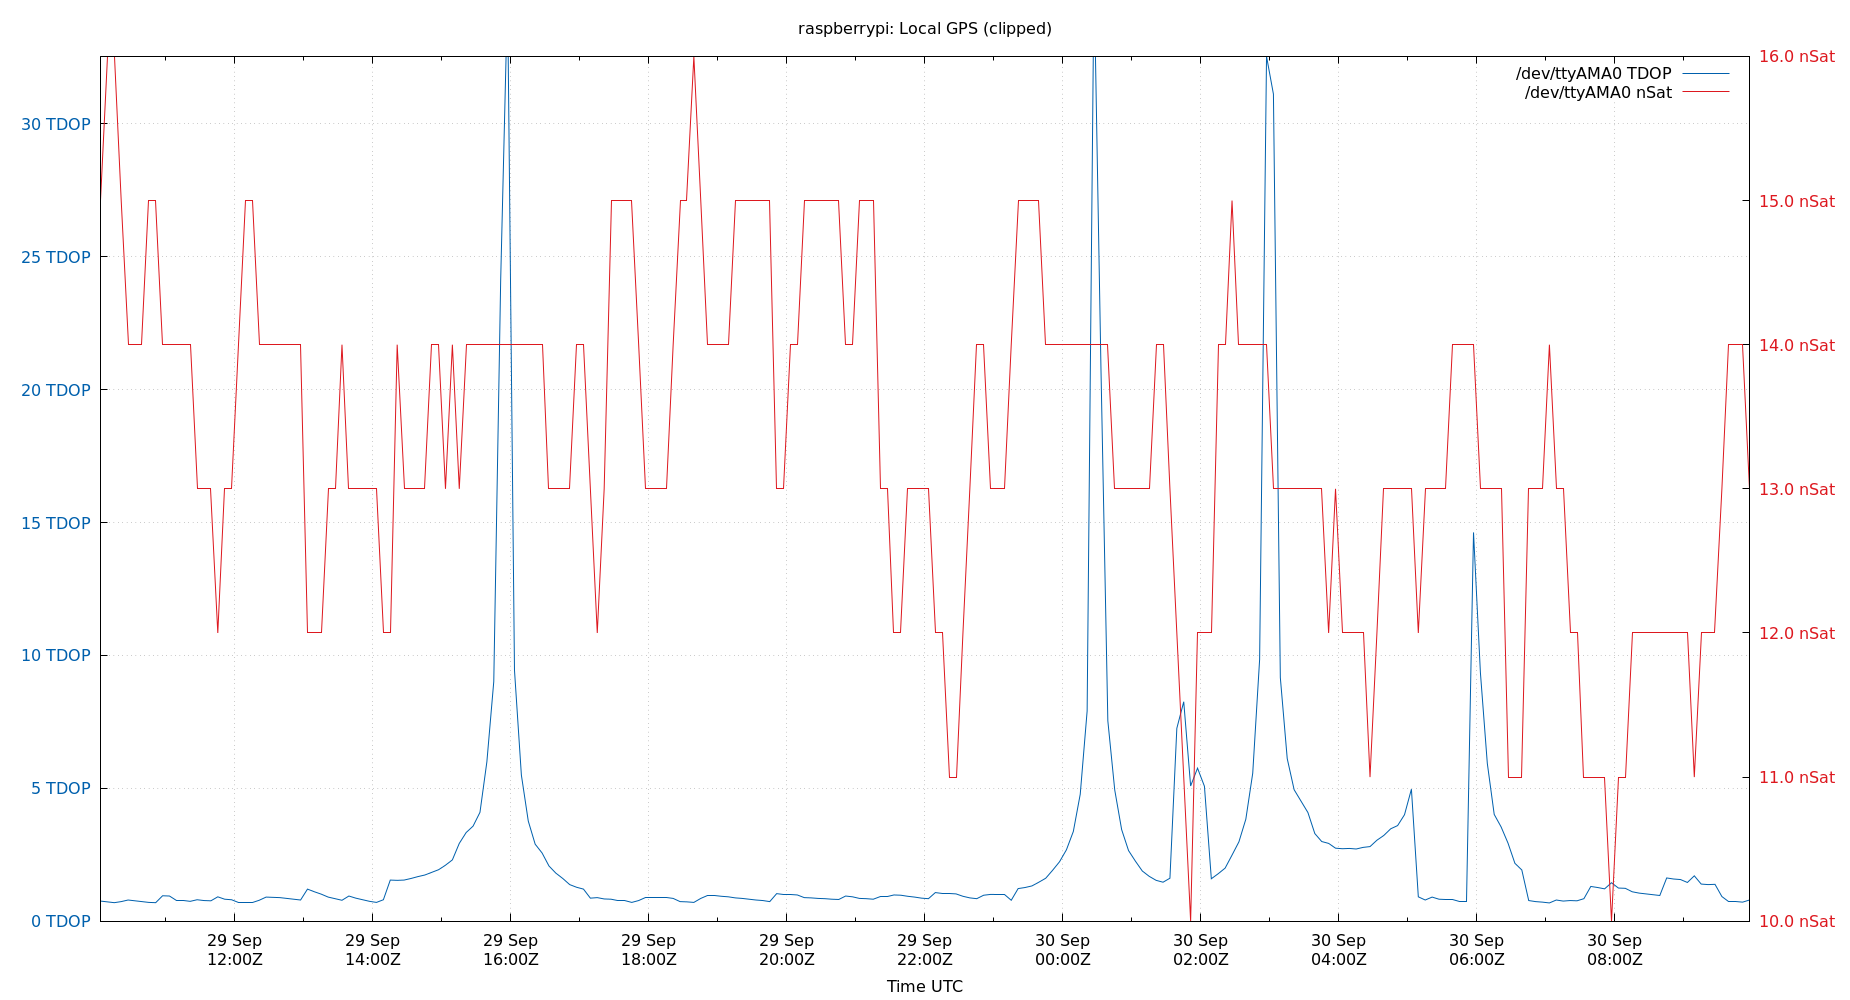 raspberrypi: Local GPS (clipped)
/dev/ttyAMA0 TDOP
/dev/ttyAMA0 nSat
30 TDOP
25 TDOP
20 TDOP
15 TDOP
10 TDOP
5 TDOP
0 TDOP
16.0 nSat
15.0 nSat
14.0 nSat
13.0 nSat
12.0 nSat
11.0 nSat
10.0 nSat
29 Sep
12:00Z
29 Sep
14:00Z
29 Sep
16:00Z
29 Sep
18:00Z
29 Sep
20:00Z
29 Sep
22:00Z
30 Sep
00:00Z
30 Sep
02:00Z
30 Sep
04:00Z
30 Sep
06:00Z
30 Sep
08:00Z
Time UTC